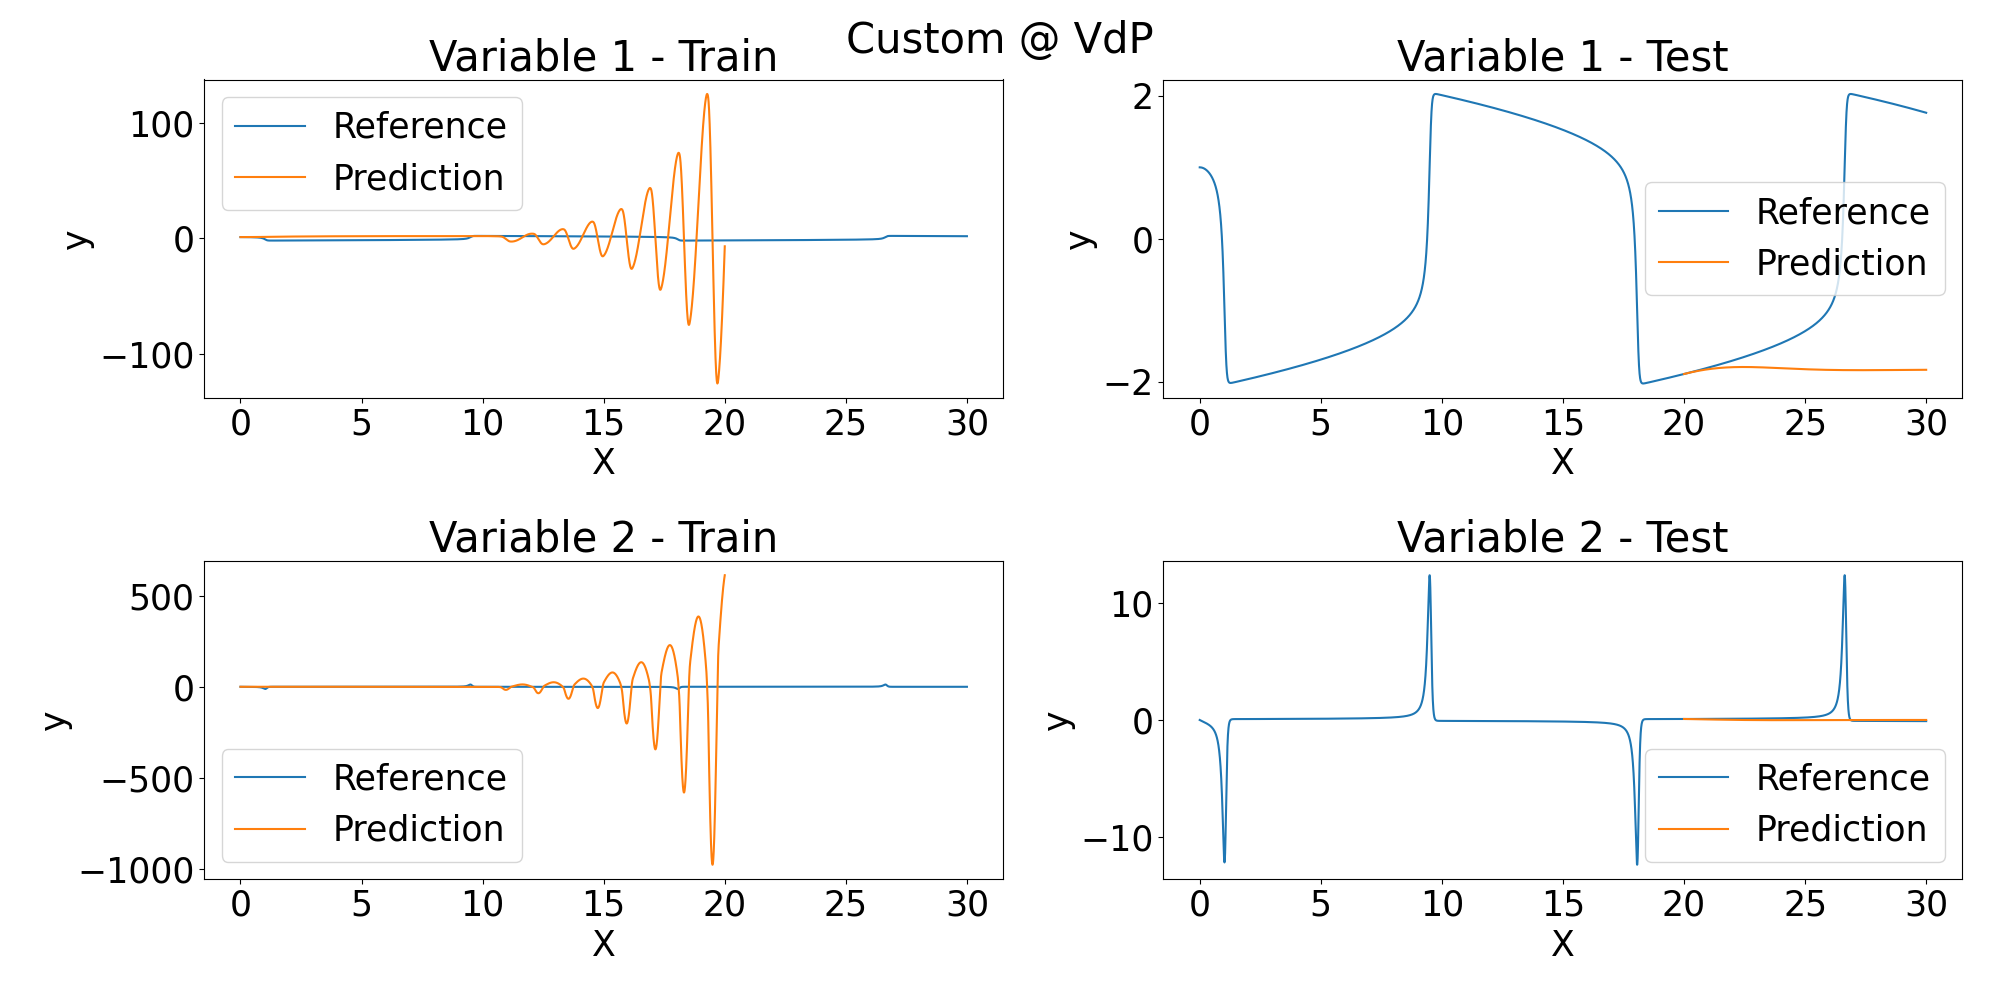 Custom @ VdP
Variable 1 - Train
100
0
−100
y
Reference
Prediction
0 5 10 15 20 25 30
X
Variable 1 - Test
2
0
−2
y
Reference
Prediction
0 5 10 15 20 25 30
X
Variable 2 - Train
500
0
−500
−1000
y
Reference
Prediction
0 5 10 15 20 25 30
X
Variable 2 - Test
10
0
−10
y
Reference
Prediction
0 5 10 15 20 25 30
X